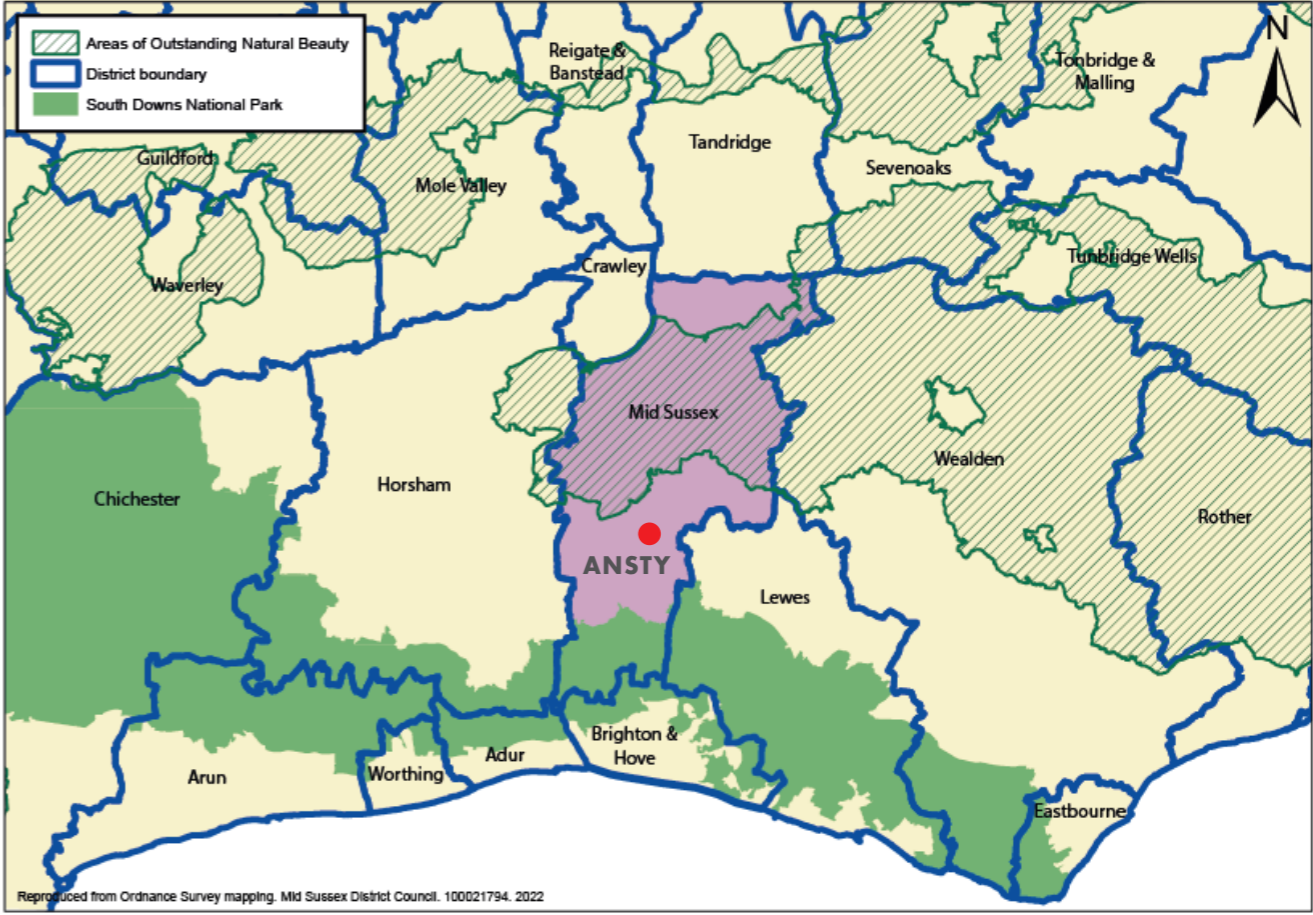 Areas of Outstanding Natural Beauty
District boundary
South Downs National Park
N
Reigate &
Banstead
Tonbridge &
Malling
Tandridge
Guildford
Sevenoaks
Mole Valley
Tunbridge Wells
Crawley
Waverley
Mid Sussex
Wealden
Horsham
Chichester
Rother
ANSTY
Lewes
Brighton &
Hove
Adur
Worthing
Arun
Eastbourne
Reproduced from Ordnance Survey mapping. Mid Sussex District Council. 100021794. 2022